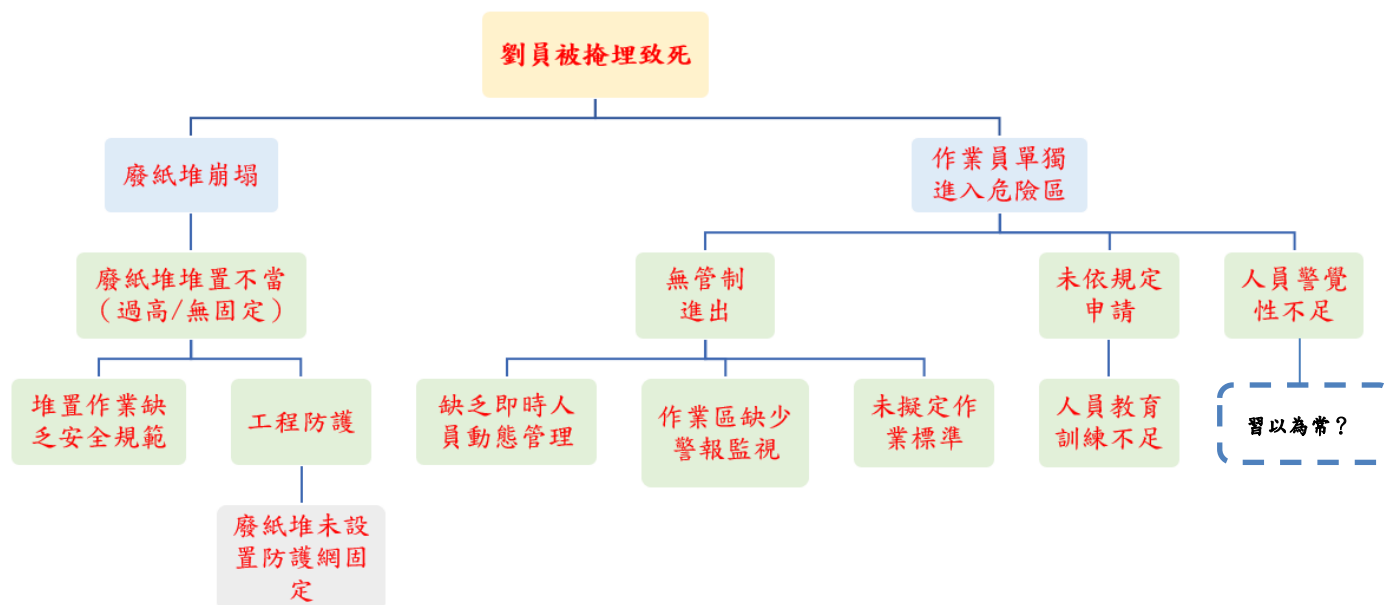 劉員被掩埋致死
廢紙堆崩塌
作業員單獨
進入危險區
廢紙堆堆置不當
（過高/無固定）
無管制
進出
未依規定
申請
人員警覺
性不足
堆置作業缺
乏安全規範
工程防護
缺乏即時人
員動態管理
作業區缺少
警報監視
未擬定作
業標準
人員教育
訓練不足
習以為常？
廢紙堆未設
置防護網固
定